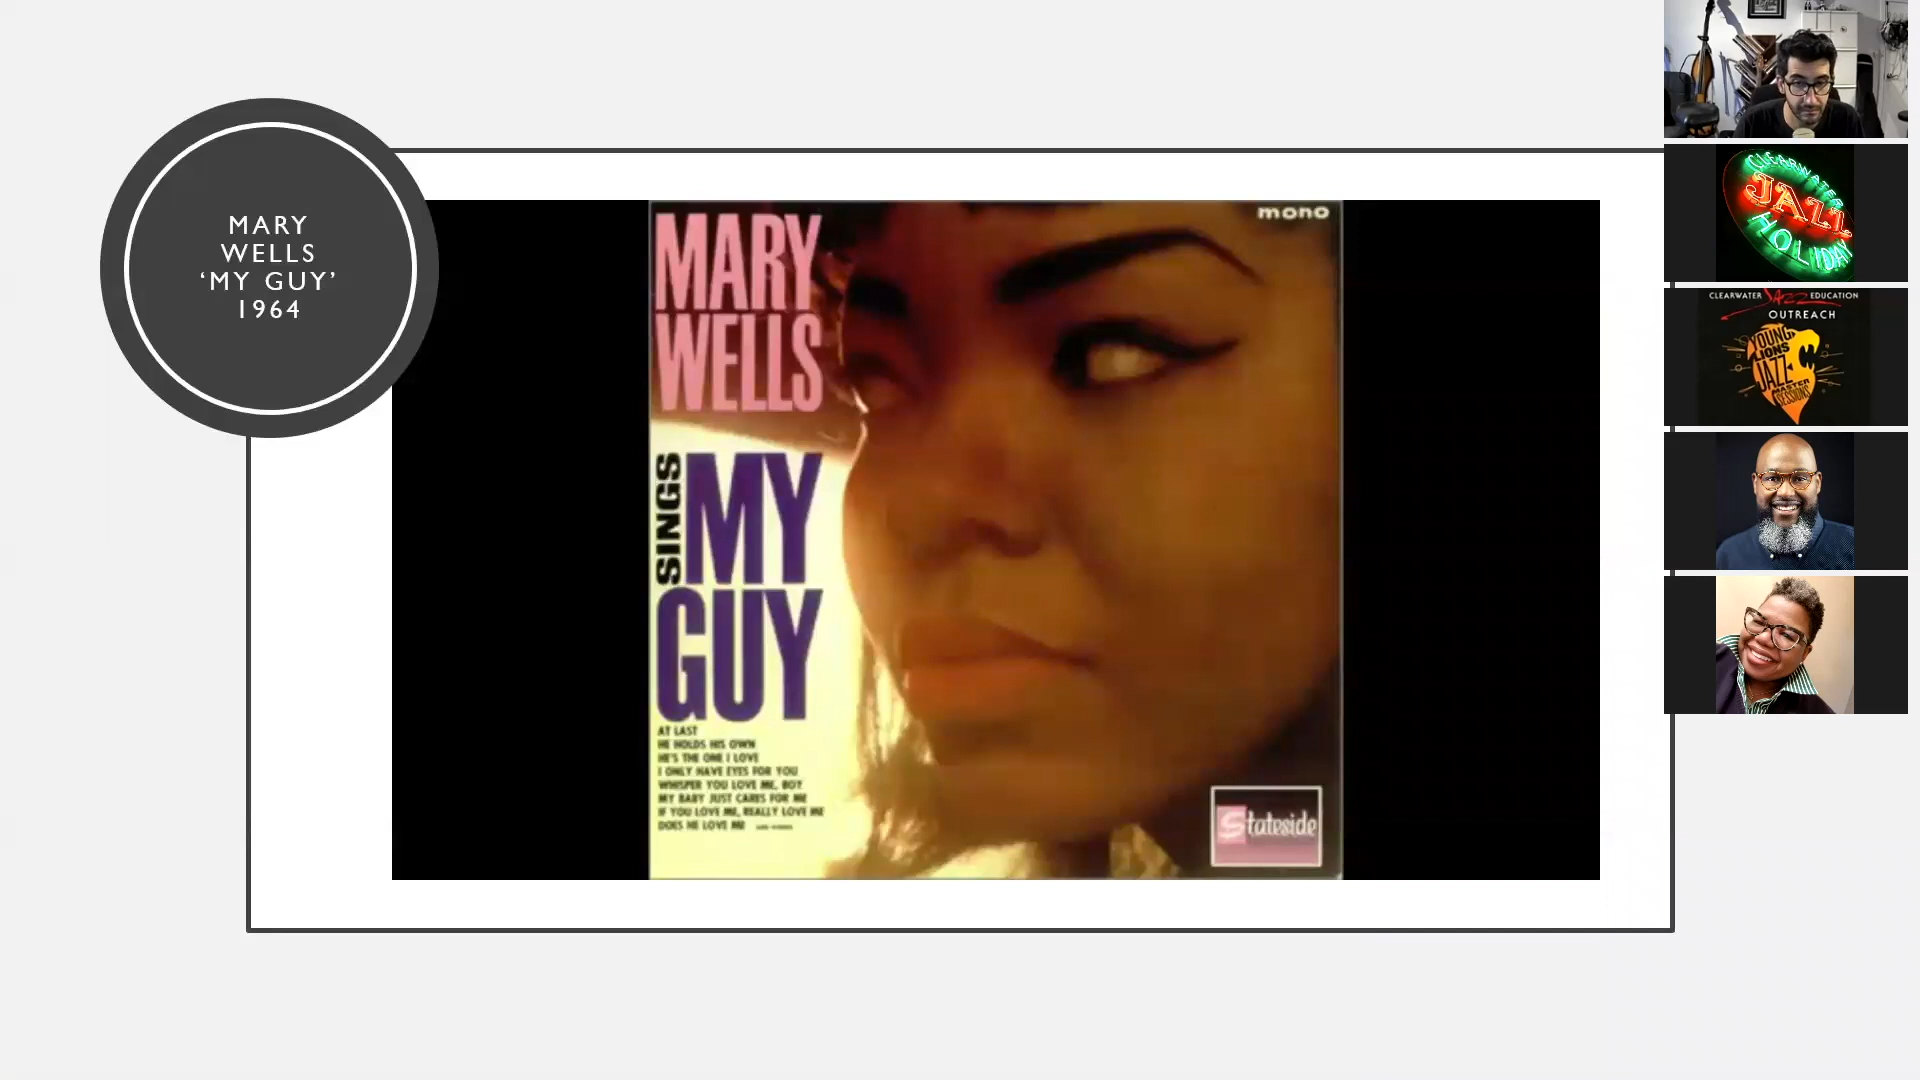 MARY
WELLS
‘MY GUY’
1964
mono
MARY
WELLS
SINGS
MY
GUY
AT LAST
HE HOLDS HIS OWN
HE'S THE ONE I LOVE
I ONLY HAVE EYES FOR YOU
WHISPER YOU LOVE ME, BOY
MY BABY JUST CARES FOR ME
IF YOU LOVE ME, REALLY LOVE ME
DOES HE LOVE ME
Stateside
CLEARWATER
JAZZ
HOLIDAY
CLEARWATER JAZZ EDUCATION
OUTREACH
YOUNG
LIONS
JAZZ
MASTER
SESSIONS